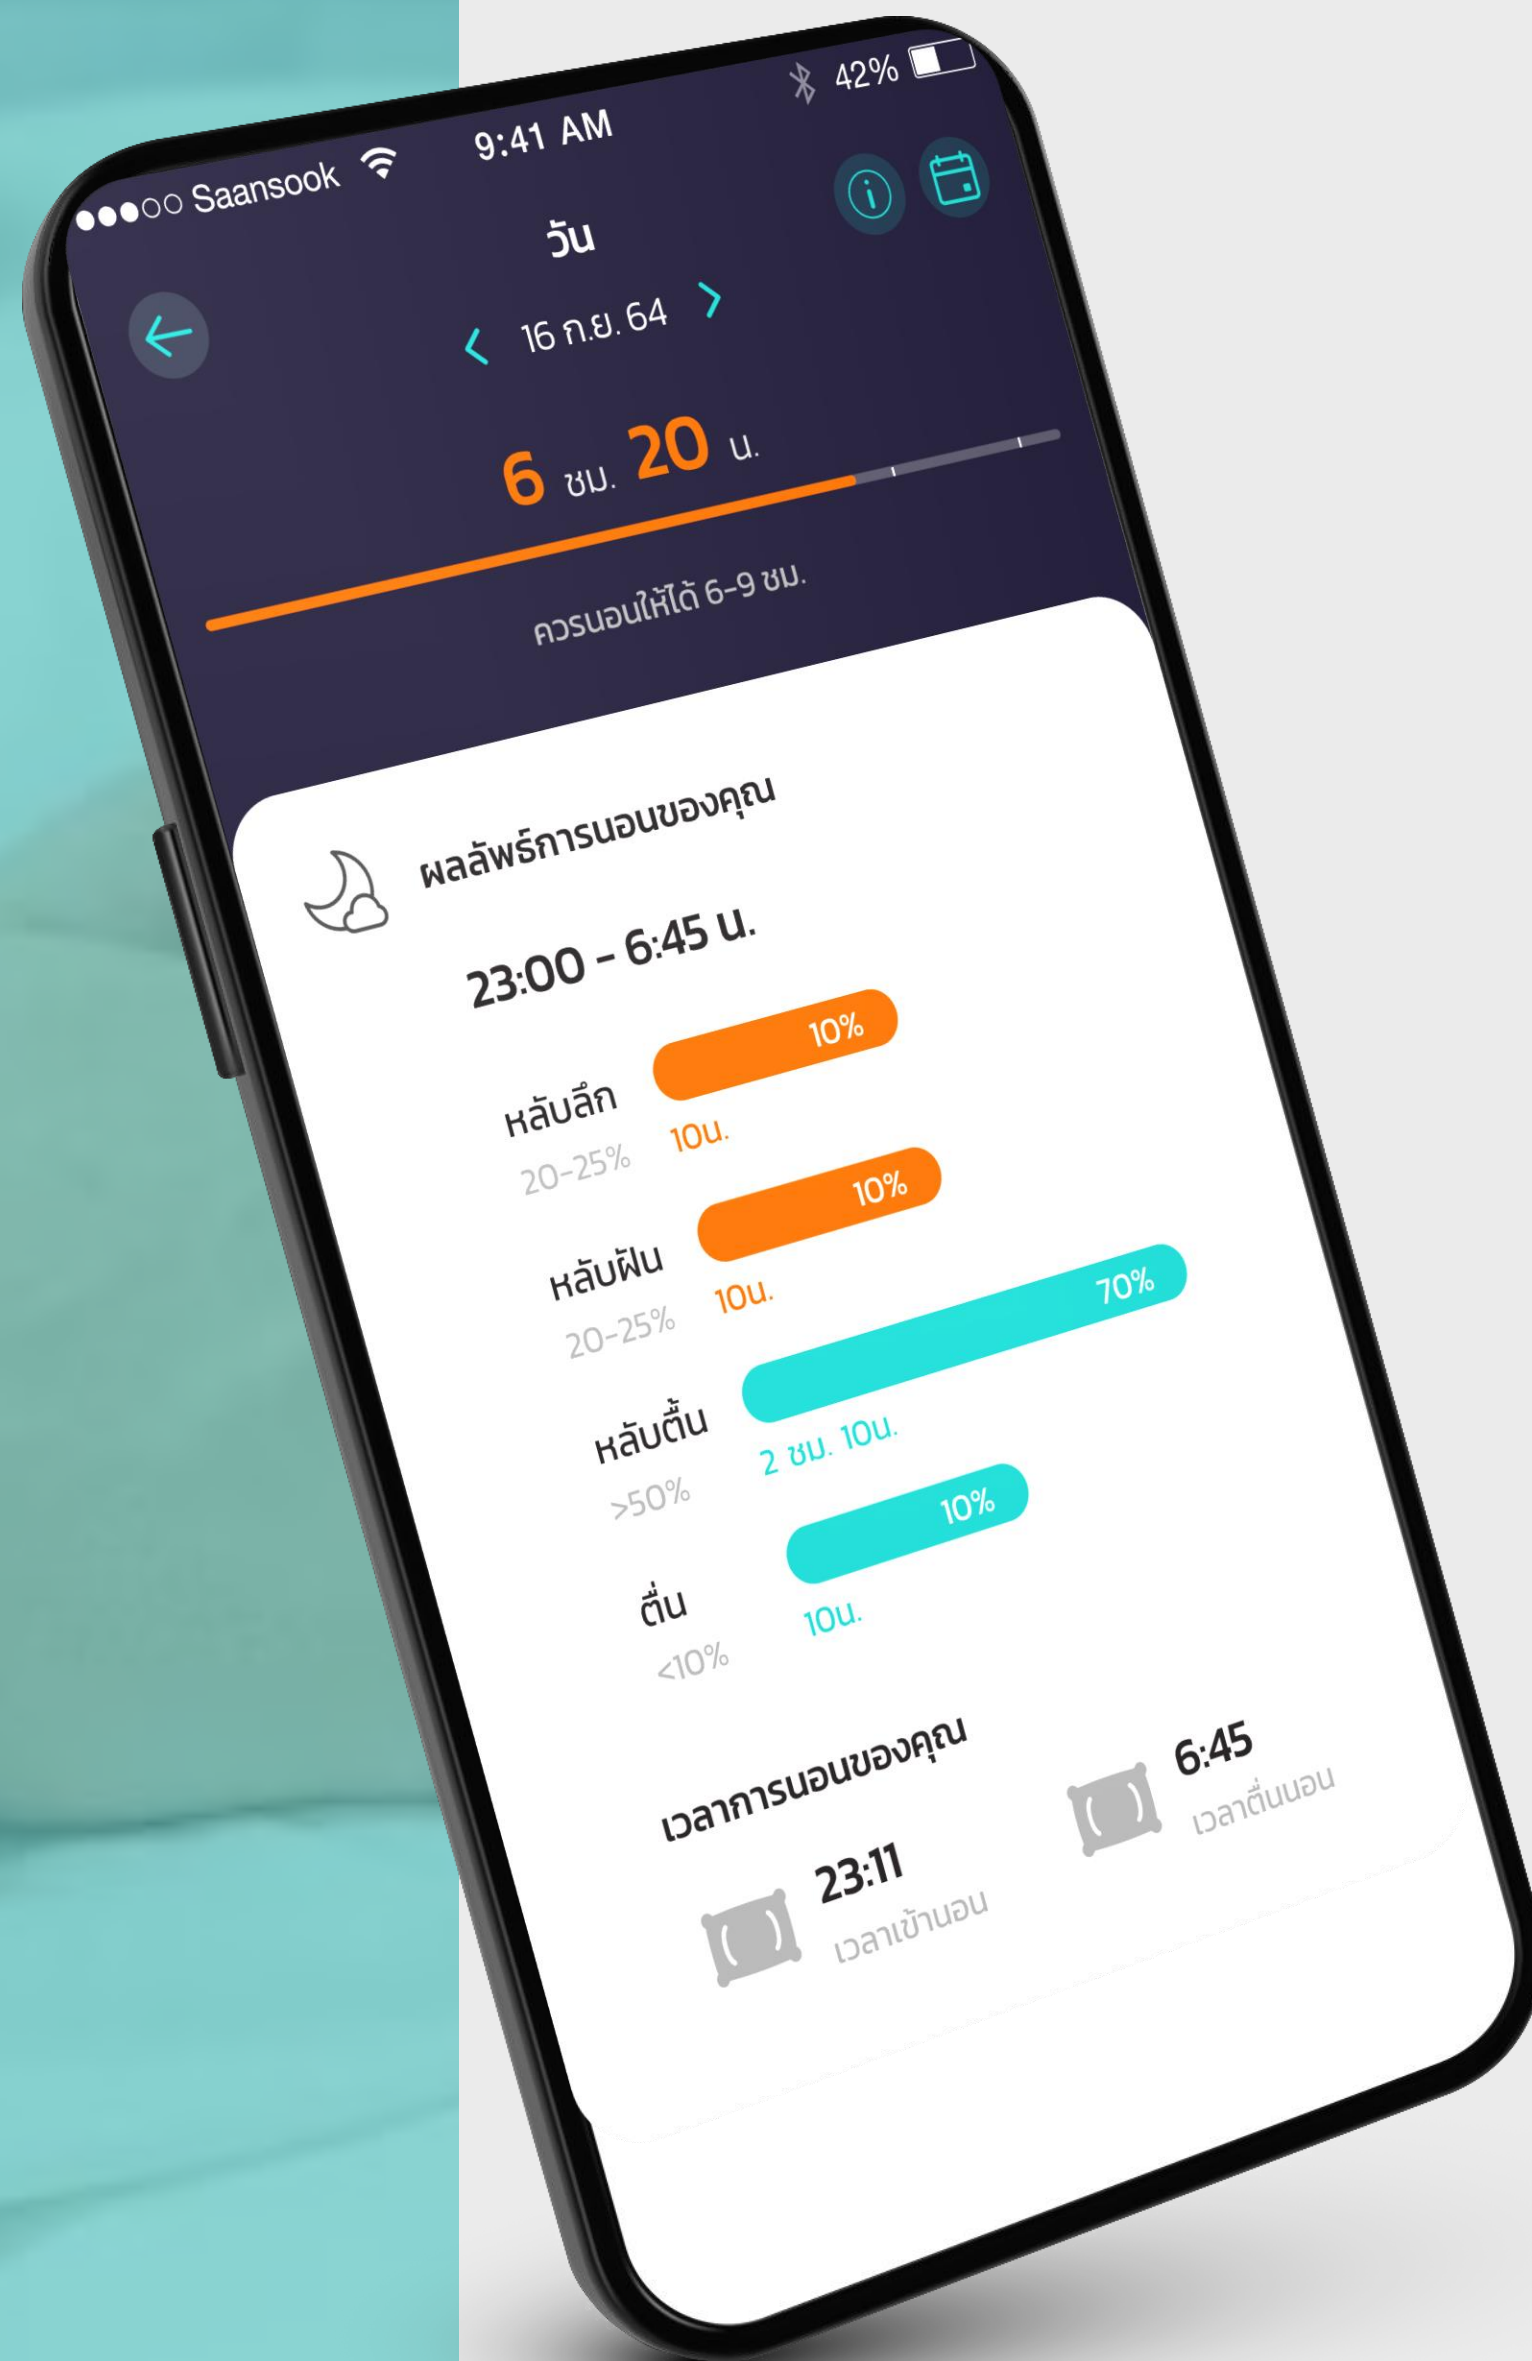 Saansook 9:41 AM 42%
วัน
16 ก.ย. 64
6 ชม. 20 น.
ควรนอนให้ได้ 6-9 ชม.
ผลลัพธ์การนอนของคุณ
23:00 - 6:45 น.
หลับลึก 10%
20-25% 10น.
หลับฝัน 10%
20-25% 10น.
หลับตื้น 70%
>50% 2 ชม. 10น.
ตื่น 10%
<10% 10น.
เวลาการนอนของคุณ
23:11
เวลาเข้านอน
6:45
เวลาตื่นนอน